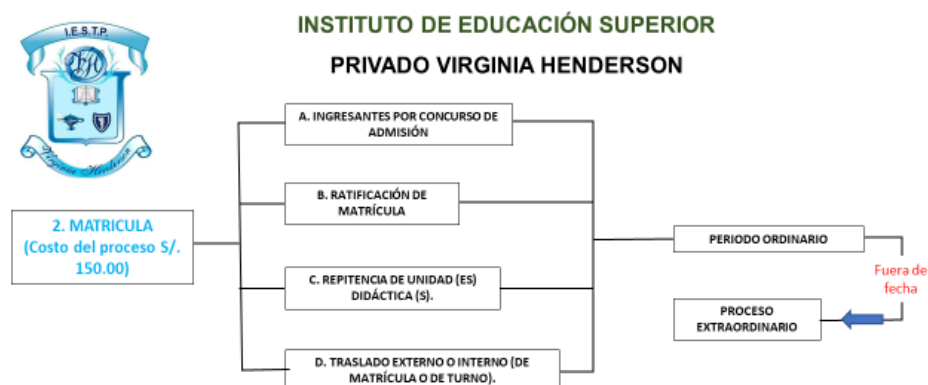 I.E.S.T.P.
INSTITUTO DE EDUCACIÓN SUPERIOR
PRIVADO VIRGINIA HENDERSON
VH
Virginia Henderson
A. INGRESANTES POR CONCURSO DE
ADMISIÓN
B. RATIFICACIÓN DE
MATRÍCULA
2. MATRICULA
(Costo del proceso S/.
150.00)
C. REPITENCIA DE UNIDAD (ES)
DIDÁCTICA (S).
D. TRASLADO EXTERNO O INTERNO (DE
MATRÍCULA O DE TURNO).
PERIODO ORDINARIO
Fuera de
fecha
PROCESO
EXTRAORDINARIO